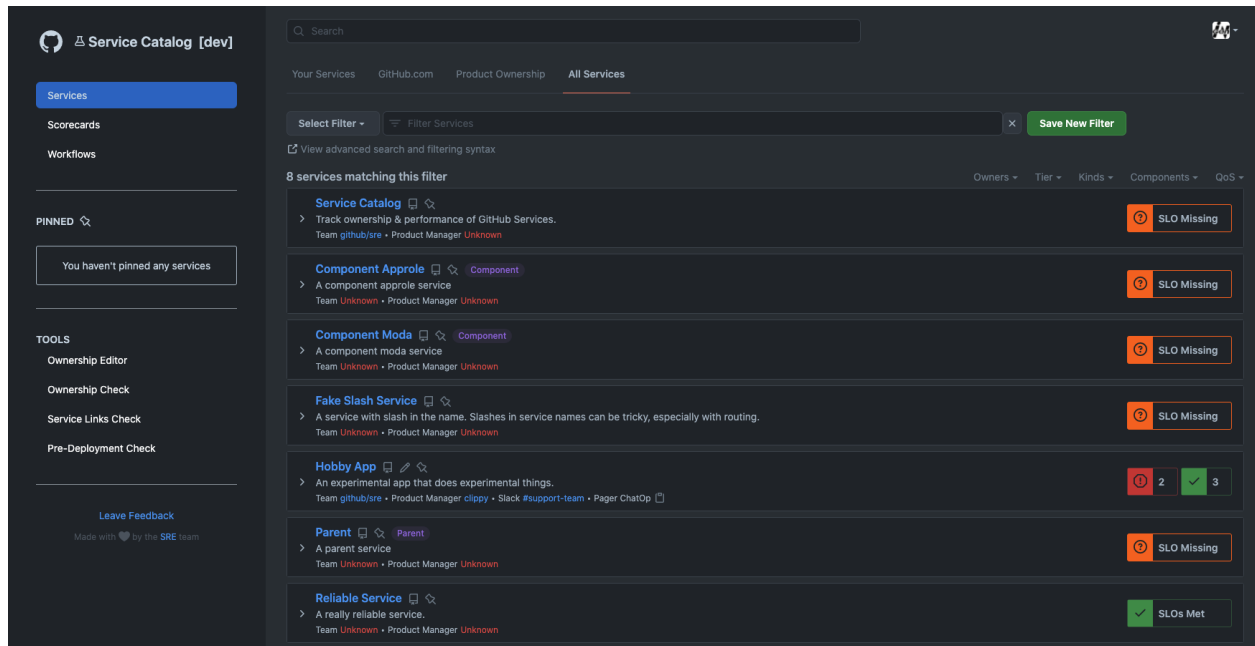 Service Catalog [dev]
Services
Scorecards
Workflows
PINNED
You haven't pinned any services
TOOLS
Ownership Editor
Ownership Check
Service Links Check
Pre-Deployment Check
Leave Feedback
Made with by the SRE team
Search
Your Services GitHub.com Product Ownership All Services
Select Filter Filter Services Save New Filter
View advanced search and filtering syntax
8 services matching this filter Owners Tier Kinds Components QoS
Service Catalog
Track ownership & performance of GitHub Services.
Team github/sre • Product Manager Unknown
SLO Missing
Component Approle Component
A component approle service
Team Unknown • Product Manager Unknown
SLO Missing
Component Moda Component
A component moda service
Team Unknown • Product Manager Unknown
SLO Missing
Fake Slash Service
A service with slash in the name. Slashes in service names can be tricky, especially with routing.
Team Unknown • Product Manager Unknown
SLO Missing
Hobby App
An experimental app that does experimental things.
Team github/sre • Product Manager clippy • Slack #support-team • Pager ChatOp
2 3
Parent Parent
A parent service
Team Unknown • Product Manager Unknown
SLO Missing
Reliable Service
A really reliable service.
Team Unknown • Product Manager Unknown
SLOs Met